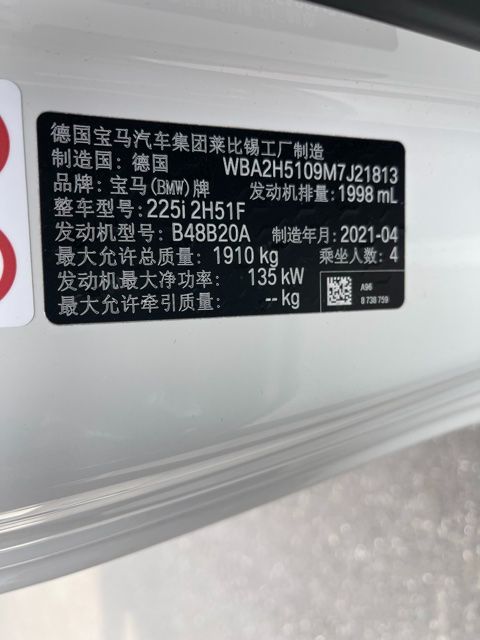 德国宝马汽车集团莱比锡工厂制造
制造国：德国 WBA2H5109M7J21813
品牌：宝马(BMW)牌 发动机排量：1998 mL
整车型号：225i 2H51F
发动机型号：B48B20A 制造年月：2021-04
最大允许总质量：1910 kg 乘坐人数：4
发动机最大净功率： 135 kW
最大允许牵引质量： -- kg
A96
8 738 759